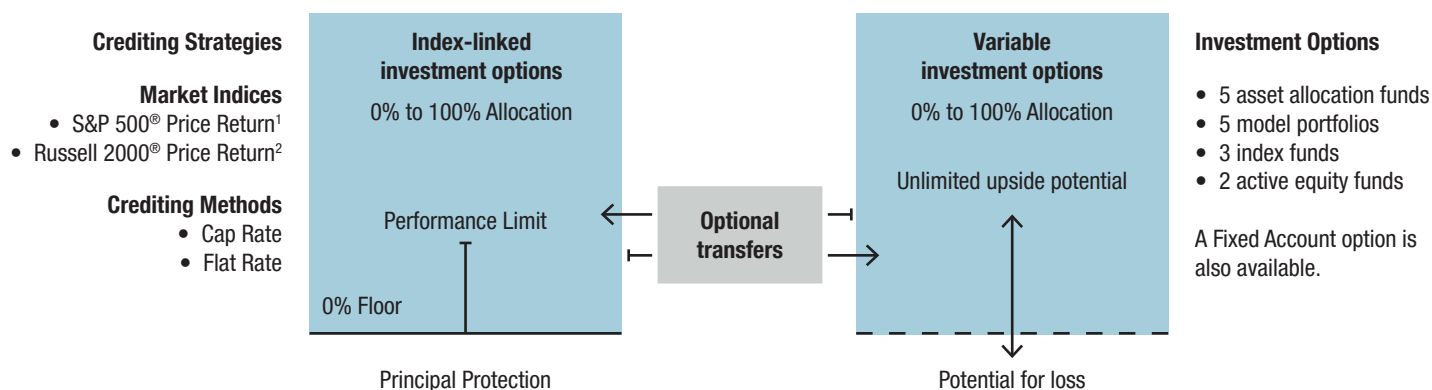 Crediting Strategies
Market Indices
• S&P 500® Price Return1
• Russell 2000® Price Return2
Crediting Methods
• Cap Rate
• Flat Rate
Index-linked
investment options
0% to 100% Allocation
Performance Limit
0% Floor
Principal Protection
Optional
transfers
Variable
investment options
0% to 100% Allocation
Unlimited upside potential
Potential for loss
Investment Options
• 5 asset allocation funds
• 5 model portfolios
• 3 index funds
• 2 active equity funds
A Fixed Account option is
also available.